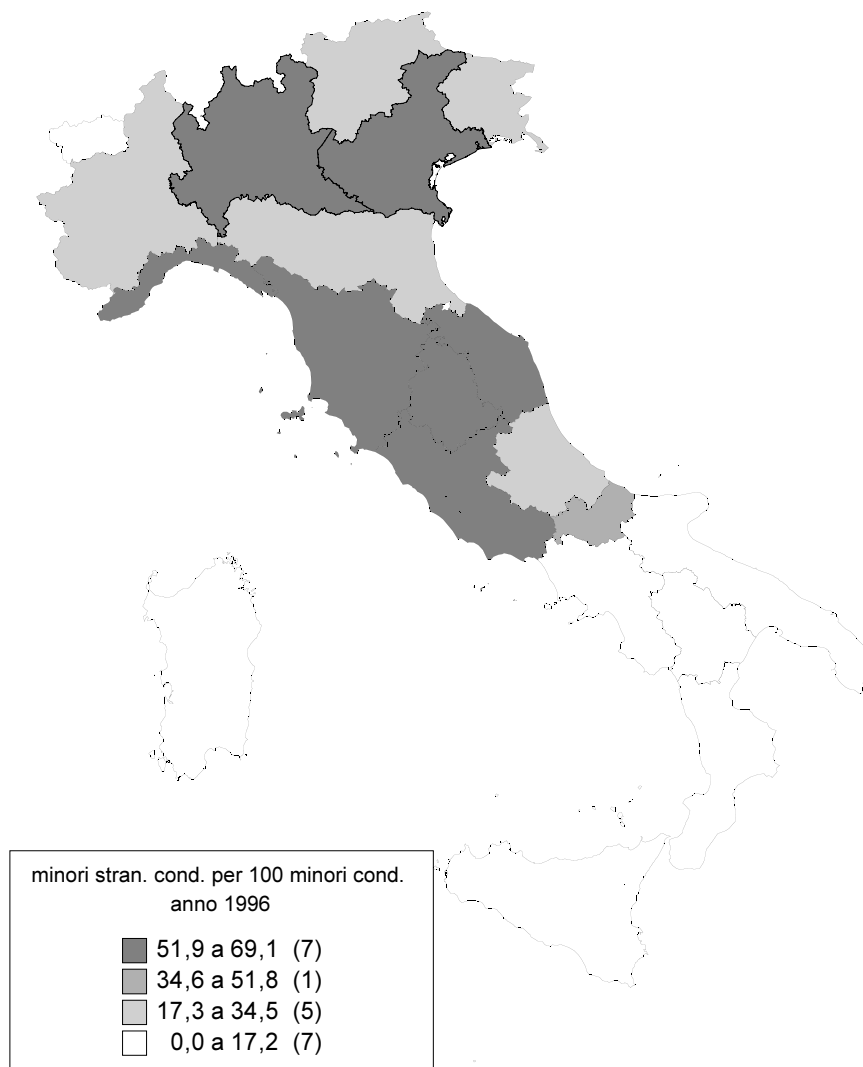 minori stran. cond. per 100 minori cond.
anno 1996
51,9 a 69,1 (7)
34,6 a 51,8 (1)
17,3 a 34,5 (5)
0,0 a 17,2 (7)